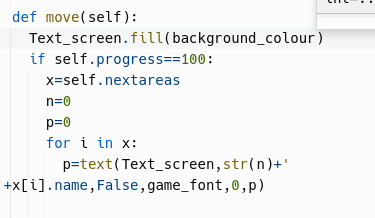 def move(self):
Text_screen.fill(background_colour)
if self.progress==100:
x=self.nextareas
n=0
p=0
for i in x:
p=text(Text_screen,str(n)+'
+x[i].name,False,game_font,0,p)